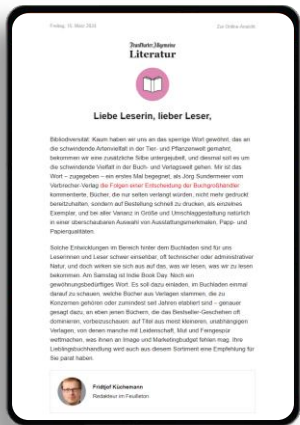 Freitag, 15. März 2024
Zur Online-Ansicht
Frankfurter Allgemeine
Literatur
Liebe Leserin, lieber Leser,
Bibliodiversität: Kaum haben wir uns an das sperrige Wort gewöhnt, das an
die schwindende Artenvielfalt in der Tier- und Pflanzenwelt gemahnt,
bekommen wir eine zusätzliche Silbe untergejubelt, und diesmal soll es um
die schwindende Vielfalt in der Buch- und Verlagswelt gehen. Mir ist das
Wort – zugegeben – ein erstes Mal begegnet, als Jörg Sundermeier vom
Verbrecher-Verlag die Folgen einer Entscheidung der Buchgroßhändler
kommentierte, Bücher, die nur selten verlangt würden, nicht mehr gedruckt
bereitzuhalten, sondern auf Bestellung schnell zu drucken, als einzelnes
Exemplar, und bei aller Varianz in Größe und Umschlaggestaltung natürlich
in einer überschaubaren Auswahl von Ausstattungsmerkmalen, Papp- und
Papierqualitäten.
Solche Entwicklungen im Bereich hinter dem Buchladen sind für uns
Leserinnen und Leser schwer einsehbar, oft technischer oder administrativer
Natur, und doch wirken sie sich aus auf das, was wir lesen, was wir zu lesen
bekommen. Am Samstag ist Indie Book Day. Noch ein
gewöhnungsbedürftiges Wort. Es soll dazu einladen, im Buchladen einmal
darauf zu schauen, welche Bücher aus Verlagen stammen, die zu
Konzernen gehören oder zumindest seit Jahren etabliert sind – genauer
gesagt dazu, an eben jenen Büchern, die das Bestseller-Geschehen oft
dominieren, vorbeizuschauen: auf Titel aus meist kleineren, unabhängigen
Verlagen, von denen manche mit Leidenschaft, Mut und Feingespür
wettmachen, was ihnen an Image und Marketingbudget fehlen mag. Ihre
Lieblingsbuchhandlung wird auch aus diesem Sortiment eine Empfehlung für
Sie parat haben.
Fridtjof Küchemann
Redakteur im Feuilleton